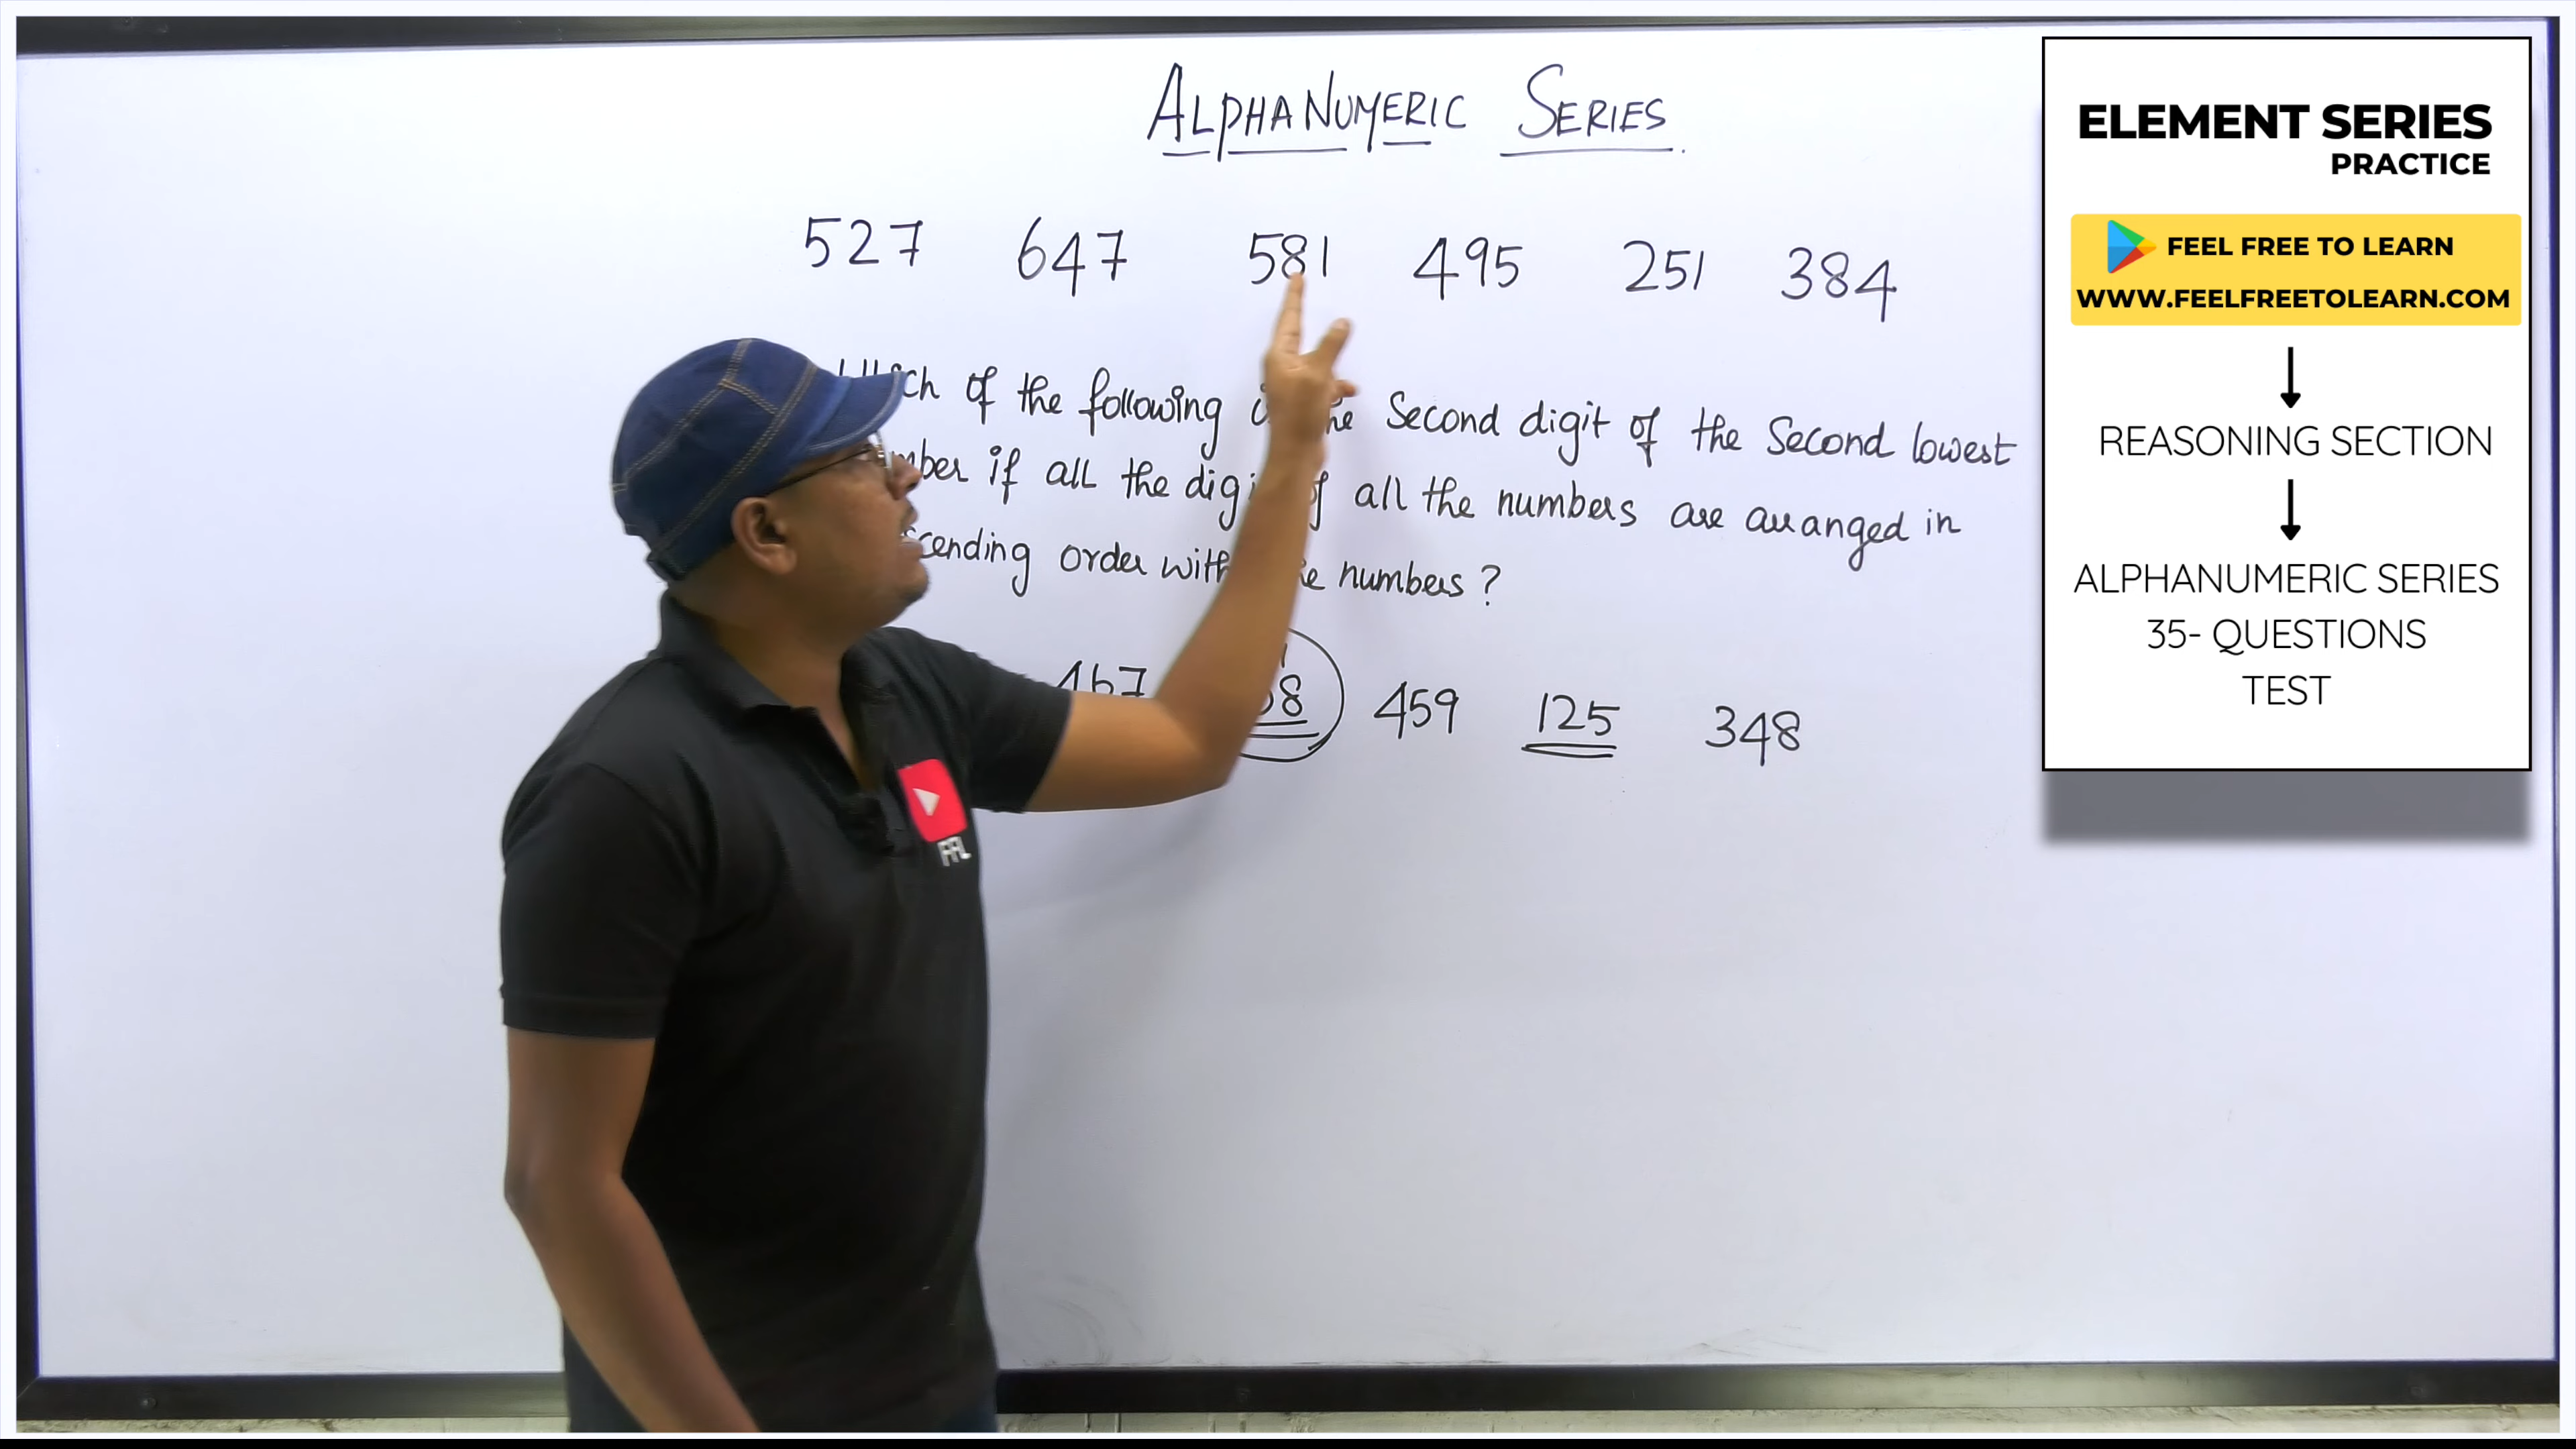 ALPHANUMERIC SERIES
527 647 581 495 251 384
of the following Second digit of the Second lowest
if all the all the numbers are arranged in
order numbers ?
467 459 125 348
ELEMENT SERIES
PRACTICE
FEEL FREE TO LEARN
WWW.FEELFREETOLEARN.COM
REASONING SECTION
ALPHANUMERIC SERIES
35- QUESTIONS
TEST
FFL